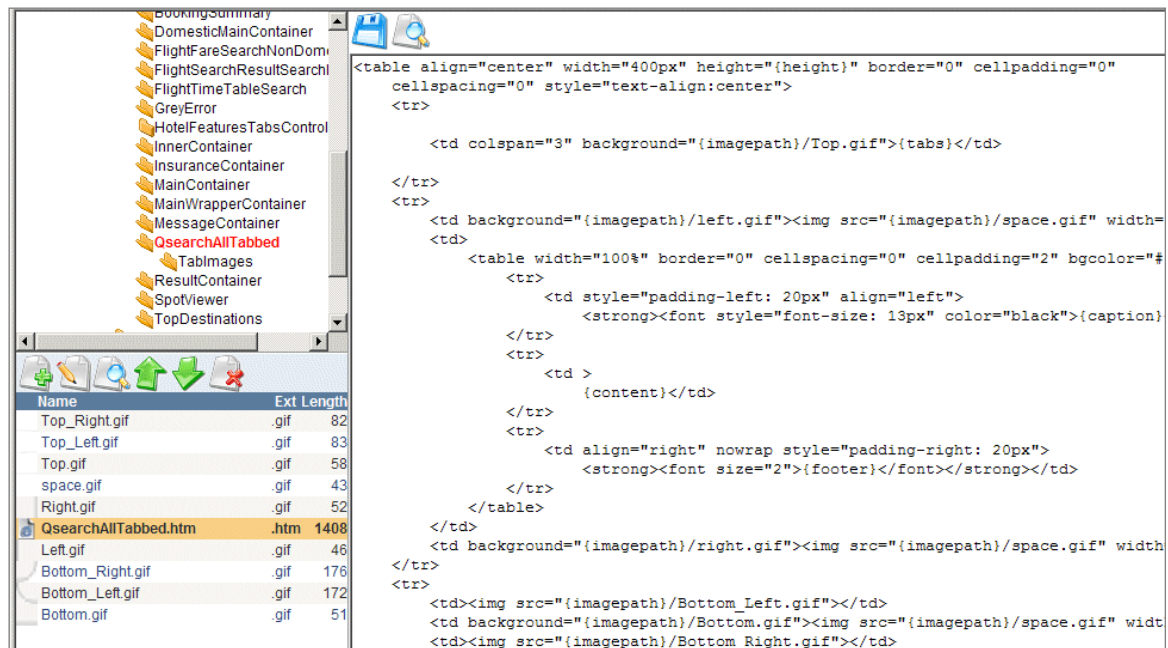 BookingSummary
DomesticMainContainer
FlightFareSearchNonDom
FlightSearchResultSearch
FlightTimeTableSearch
GreyError
HotelFeaturesTabsControl
InnerContainer
InsuranceContainer
MainContainer
MainWrapperContainer
MessageContainer
QsearchAllTabbed
TabImages
ResultContainer
SpotViewer
TopDestinations
Name Ext Length
Top_Right.gif .gif 82
Top_Left.gif .gif 83
Top.gif .gif 58
space.gif .gif 43
Right.gif .gif 52
QsearchAllTabbed.htm .htm 1408
Left.gif .gif 46
Bottom_Right.gif .gif 176
Bottom_Left.gif .gif 172
Bottom.gif .gif 51
<table align="center" width="400px" height="{height}" border="0" cellpadding="0"
cellspacing="0" style="text-align:center">
<tr>
<td colspan="3" background="{imagepath}/Top.gif">{tabs}</td>
</tr>
<tr>
<td background="{imagepath}/left.gif"><img src="{imagepath}/space.gif" width=
<td>
<table width="100%" border="0" cellspacing="0" cellpadding="2" bgcolor="#
<tr>
<td style="padding-left: 20px" align="left">
<strong><font style="font-size: 13px" color="black">{caption}
</tr>
<tr>
<td >
{content}</td>
</tr>
<tr>
<td align="right" nowrap style="padding-right: 20px">
<strong><font size="2">{footer}</font></strong></td>
</tr>
</table>
</td>
<td background="{imagepath}/right.gif"><img src="{imagepath}/space.gif" width
</tr>
<tr>
<td><img src="{imagepath}/Bottom_Left.gif"></td>
<td background="{imagepath}/Bottom.gif"><img src="{imagepath}/space.gif" widt
<td><img src="{imagepath}/Bottom_Right.gif"></td>